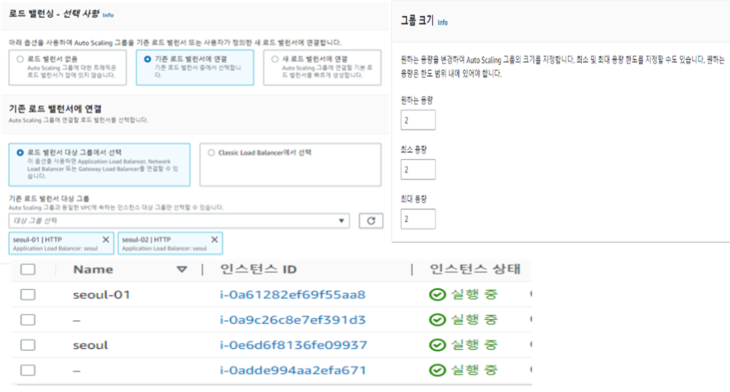 로드 밸런싱 - 선택 사항 Info
아래 옵션을 사용하여 Auto Scaling 그룹을 기존 로드 밸런서 또는 사용자가 정의한 새 로드 밸런서에 연결합니다.
로드 밸런서 없음
Auto Scaling 그룹에 대한 트래픽은 로드 밸런서가 앞에 있지 않습니다.
기존 로드 밸런서에 연결
기존 로드 밸런서 중에서 선택합니다.
새 로드 밸런서에 연결
Auto Scaling 그룹에 연결할 기본 로드 밸런서를 빠르게 생성합니다.
기존 로드 밸런서에 연결
Auto Scaling 그룹에 연결할 로드 밸런서를 선택합니다.
로드 밸런서 대상 그룹에서 선택
이 옵션을 사용하면 Application Load Balancer, Network
Load Balancer 또는 Gateway Load Balancer를 연결할 수 있
습니다.
Classic Load Balancer에서 선택
기존 로드 밸런서 대상 그룹
Auto Scaling 그룹과 동일한 VPC에 속하는 인스턴스 대상 그룹만 선택할 수 있습니다.
대상 그룹 선택
seoul-01 | HTTP
Application Load Balancer: seoul
seoul-02 | HTTP
Application Load Balancer: seoul
그룹 크기 Info
원하는 용량을 변경하여 Auto Scaling 그룹의 크기를 지정합니다. 최소 및 최대 용량 한도를 지정할 수도 있습니다. 원하는
용량은 한도 범위 내에 있어야 합니다.
원하는 용량
2
최소 용량
2
최대 용량
2
Name 인스턴스 ID 인스턴스 상태
seoul-01 i-0a61282ef69f55aa8 실행 중
– i-0a9c26c8e7ef391d3 실행 중
seoul i-0e6d6f8136fe09937 실행 중
– i-0adde994aa2efa671 실행 중